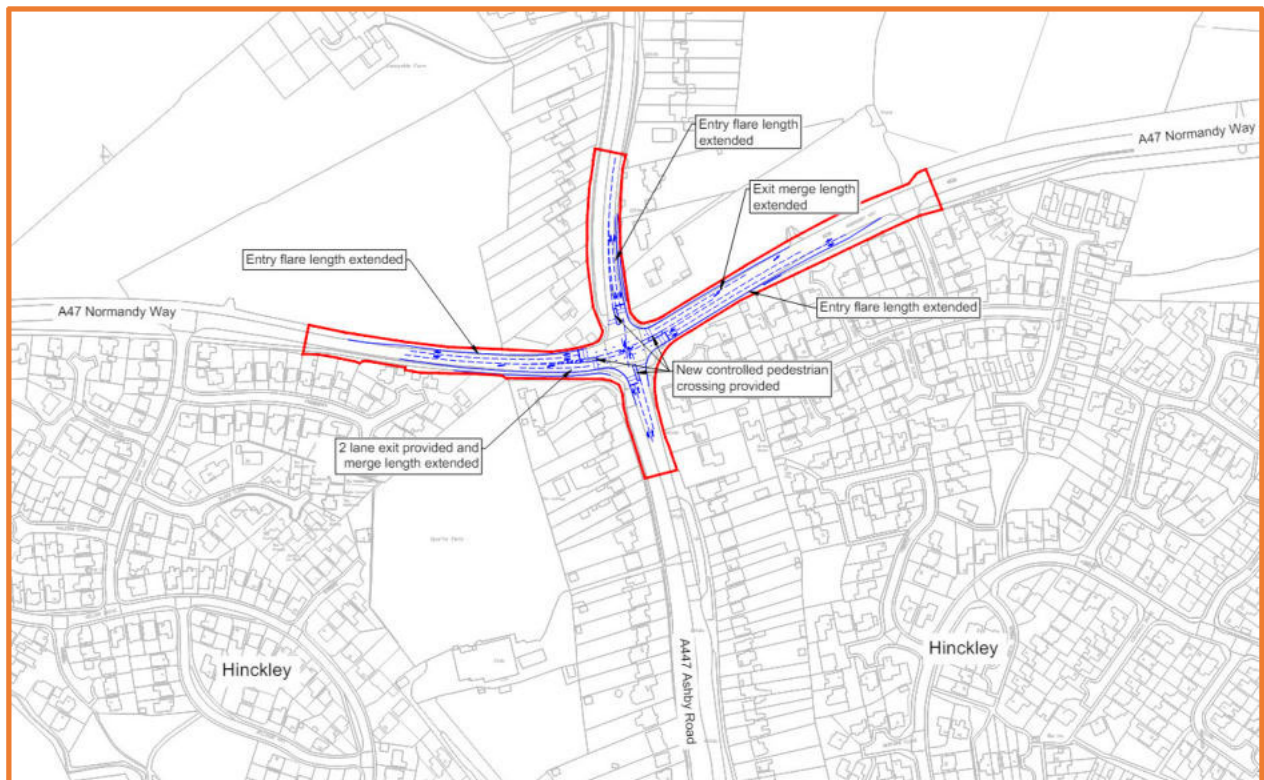 Entry flare length
extended
A47 Normandy Way
Exit merge length
extended
Entry flare length extended
A47 Normandy Way
Entry flare length extended
New controlled pedestrian
crossing provided
2 lane exit provided and
merge length extended
Hinckley
A447 Ashby Road
Hinckley